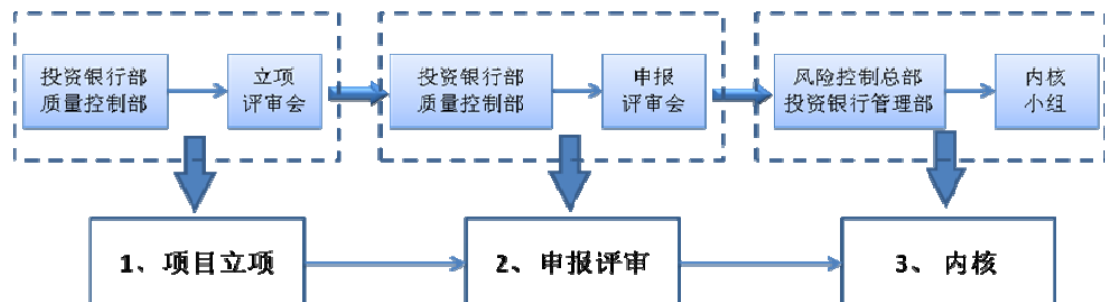 投资银行部
质量控制部
立项
评审会
投资银行部
质量控制部
申报
评审会
风险控制总部
投资银行管理部
内核
小组
1、项目立项
2、申报评审
3、 内核